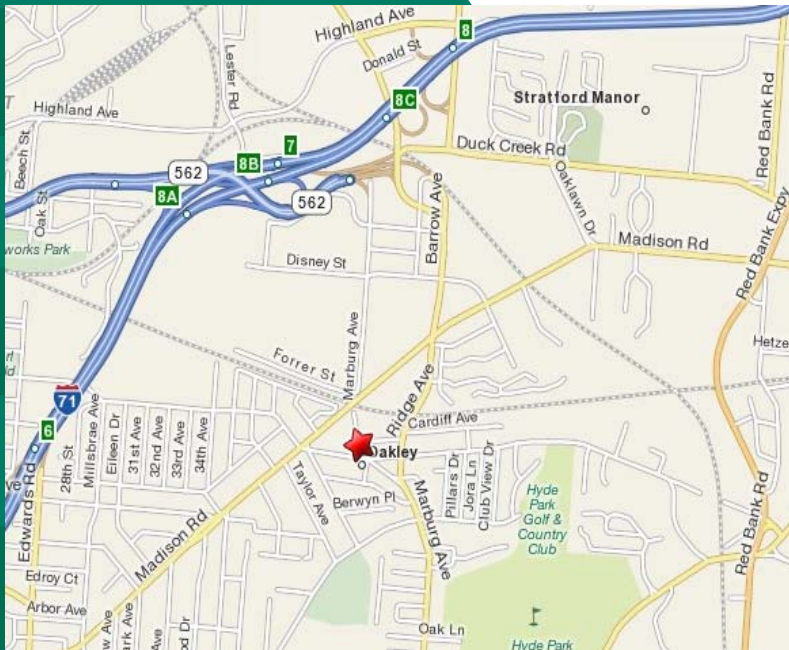 Highland Ave
8
Donald St
Lester Rd
8C
Stratford Manor
Highland Ave
Red Bank Rd
Beech St
7
Duck Creek Rd
8B
562
8A
562
Oaklawn Dr
Oak St
Barrow Ave
Madison Rd
works Park
Disney St
Red Bank Expy
Marburg Ave
Forrer St
Hetze
71
Ridge Ave
Cardiff Ave
6
28th St
Millsbrae Ave
Eileen Dr
31st Ave
32nd Ave
33rd Ave
34th Ave
Oakley
Edwards Rd
Taylor Ave
Berwyn Pl
Pillars Dr
Jora Ln
Club View Dr
Marburg Ave
Hyde
Park
Golf &
Country
Club
Red Bank Rd
Madison Rd
Edroy Ct
Arbor Ave
Oak Ln
Hyde Park